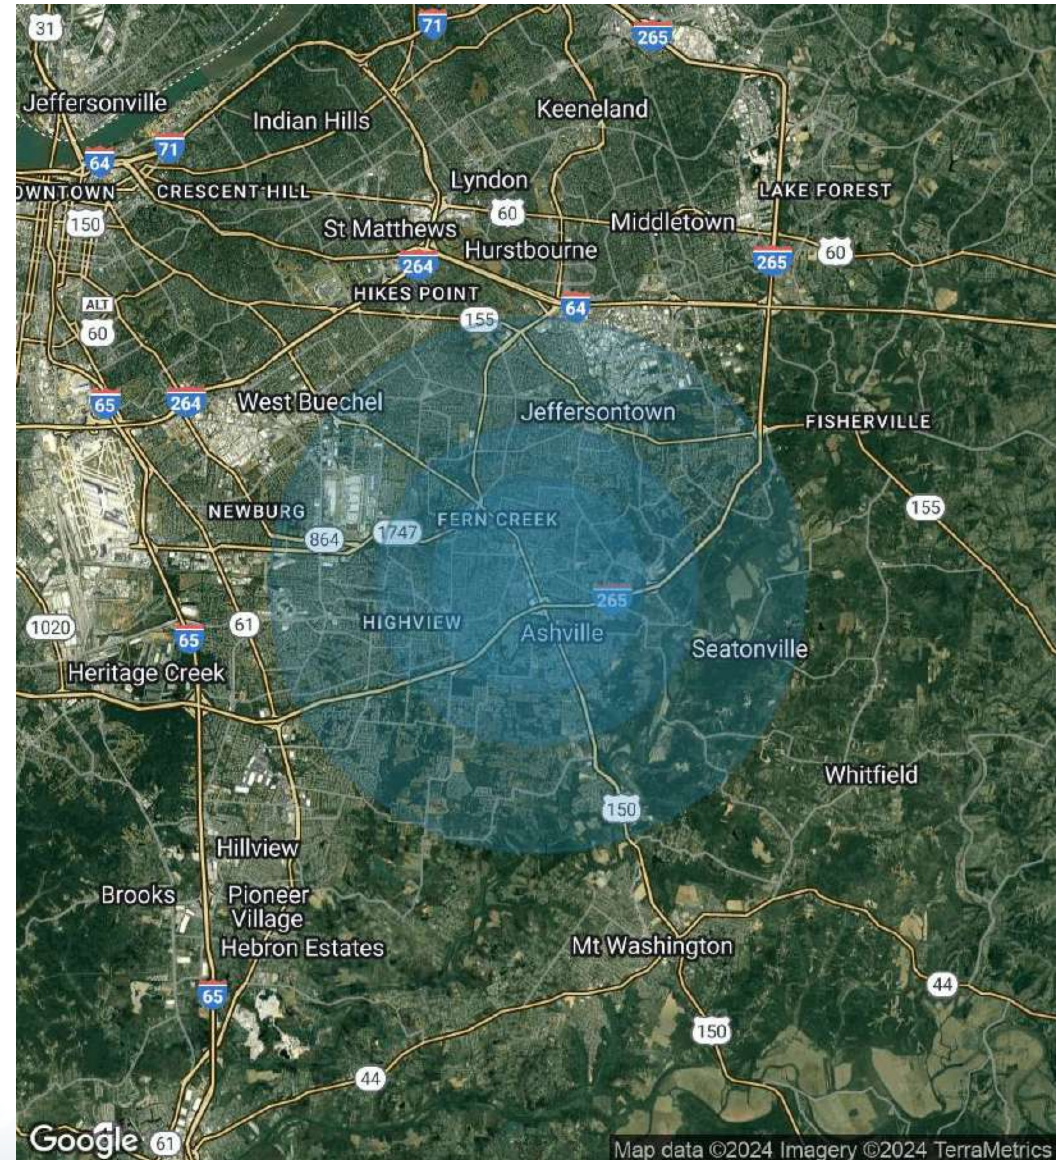 31
71
265
Jeffersonville
Keeneland
Indian Hills
71
64
Lyndon
OWNTOWN
CRESCENT HILL
LAKE FOREST
60
150
St Matthews
Middletown
Hurstbourne
60
265
264
HIKES POINT
ALT
60
155
64
65
264
West Buechel
Jeffersontown
FISHERVILLE
NEWBURG
FERN CREEK
155
864
1747
265
1020
61
65
HIGHVIEW
Ashville
Seatonville
Heritage Creek
Whitfield
150
Hillview
Brooks
Pioneer
Village
Hebron Estates
Mt Washington
65
44
150
44
Google
61
Map data ©2024 Imagery ©2024 TerraMetrics